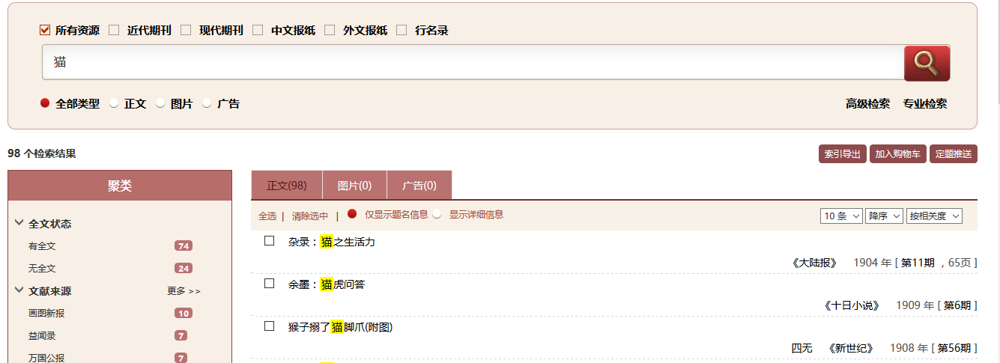 所有资源 近代期刊 现代期刊 中文报纸 外文报纸 行名录
猫
全部类型 正文 图片 广告 高级检索 专业检索
98 个检索结果 索引导出 加入购物车 定题推送
聚类
全文状态
有全文 74
无全文 24
文献来源 更多 >>
画图新报 10
益闻录 7
万国公报 7
正文(98) 图片(0) 广告(0)
全选 | 清除选中 | 仅显示题名信息 显示详细信息 10 条 降序 按相关度
杂录：猫之生活力
《大陆报》 1904 年 [ 第11期 ，65页 ]
余墨：猫虎问答
《十日小说》 1909 年 [ 第6期 ]
猴子搦了猫脚爪(附图)
四无 《新世纪》 1908 年 [ 第56期 ]